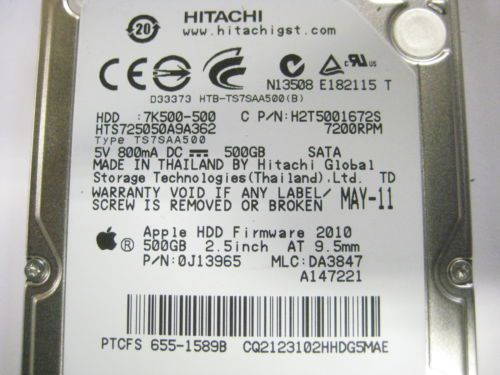 20
HITACHI
www.hitachigst.com
N13508 E182115 T
D33373 HTB-TS7SAA500(B)
HDD :7K500-500 C P/N:H2T5001672S
HTS725050A9A362 7200RPM
Type TS7SAA500
5V 800mA DC 500GB SATA
MADE IN THAILAND BY Hitachi Global
Storage Technologies(Thailand).Ltd. TD
WARRANTY VOID IF ANY LABEL/ MAY-11
SCREW IS REMOVED OR BROKEN
® Apple HDD Firmware 2010
500GB 2.5inch AT 9.5mm
P/N:0J13965 MLC:DA3847
A147221
PTCFS 655-1589B CQ2123102HHDG5MAE